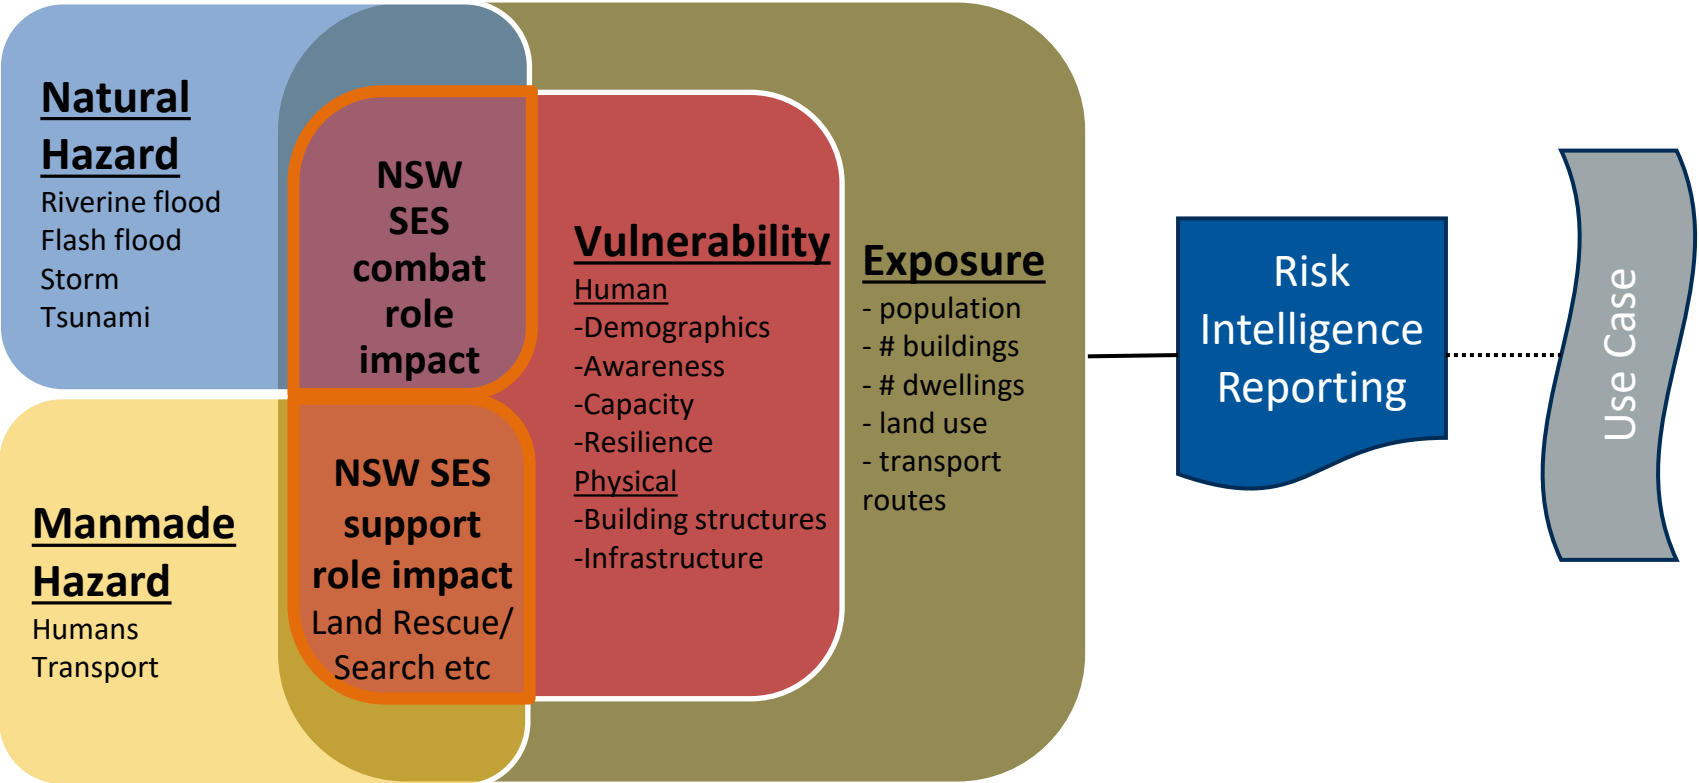 Natural
Hazard
Riverine flood
Flash flood
Storm
Tsunami
NSW
SES
combat
role
impact
Manmade
Hazard
Humans
Transport
NSW SES
support
role impact
Land Rescue/
Search etc
Vulnerability
Human
-Demographics
-Awareness
-Capacity
-Resilience
Physical
-Building structures
-Infrastructure
Exposure
- population
- # buildings
- # dwellings
- land use
- transport
routes
Risk
Intelligence
Reporting
Use Case